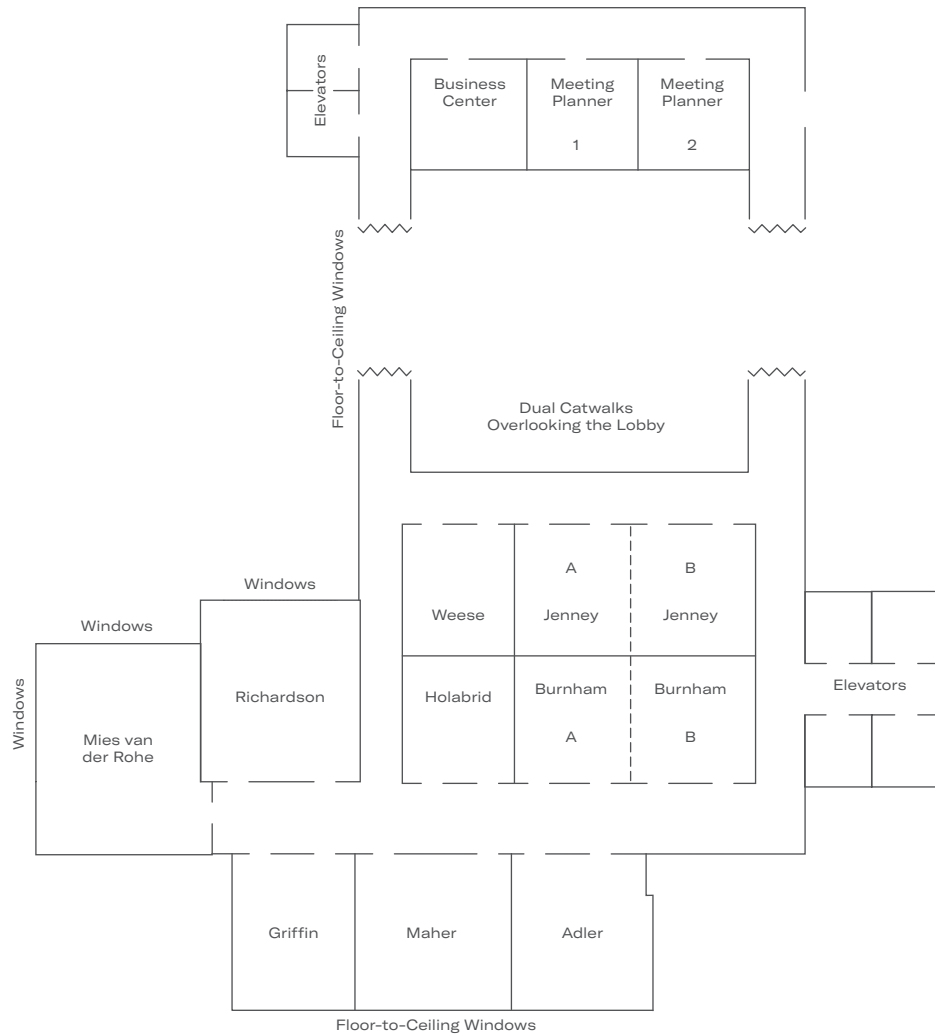 Elevators
Business
Center
Meeting
Planner
1
Meeting
Planner
2
Floor-to-Ceiling Windows
Dual Catwalks
Overlooking the Lobby
A
B
Weese
Jenney
Jenney
Windows
Windows
Windows
Richardson
Holabrid
Burnham
Burnham
A
B
Elevators
Mies van
der Rohe
Griffin
Maher
Adler
Floor-to-Ceiling Windows